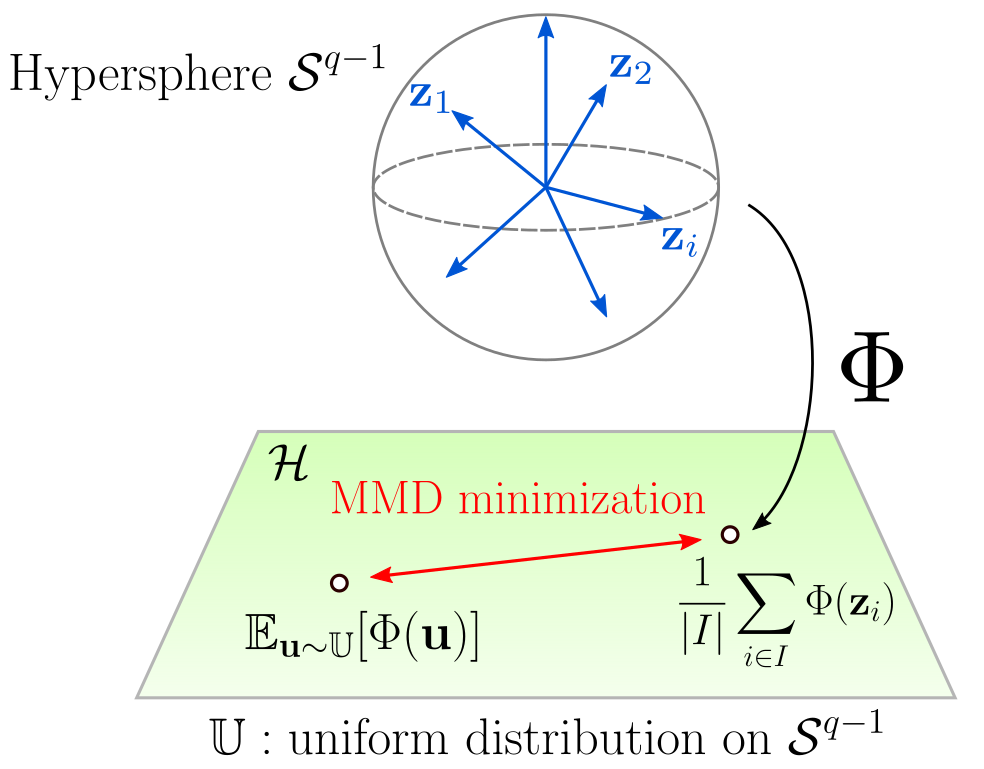 Hypersphere $\mathcal{S}^{q-1}$
$\mathbf{z}_1$
$\mathbf{z}_2$
$\mathbf{z}_i$
$\Phi$
$\mathcal{H}$
MMD minimization
$\mathbb{E}_{\mathbf{u}\sim\mathbb{U}}[\Phi(\mathbf{u})]$
$\frac{1}{|I|}\sum_{i\in I}\Phi(\mathbf{z}_i)$
$\mathbb{U}$ : uniform distribution on $\mathcal{S}^{q-1}$